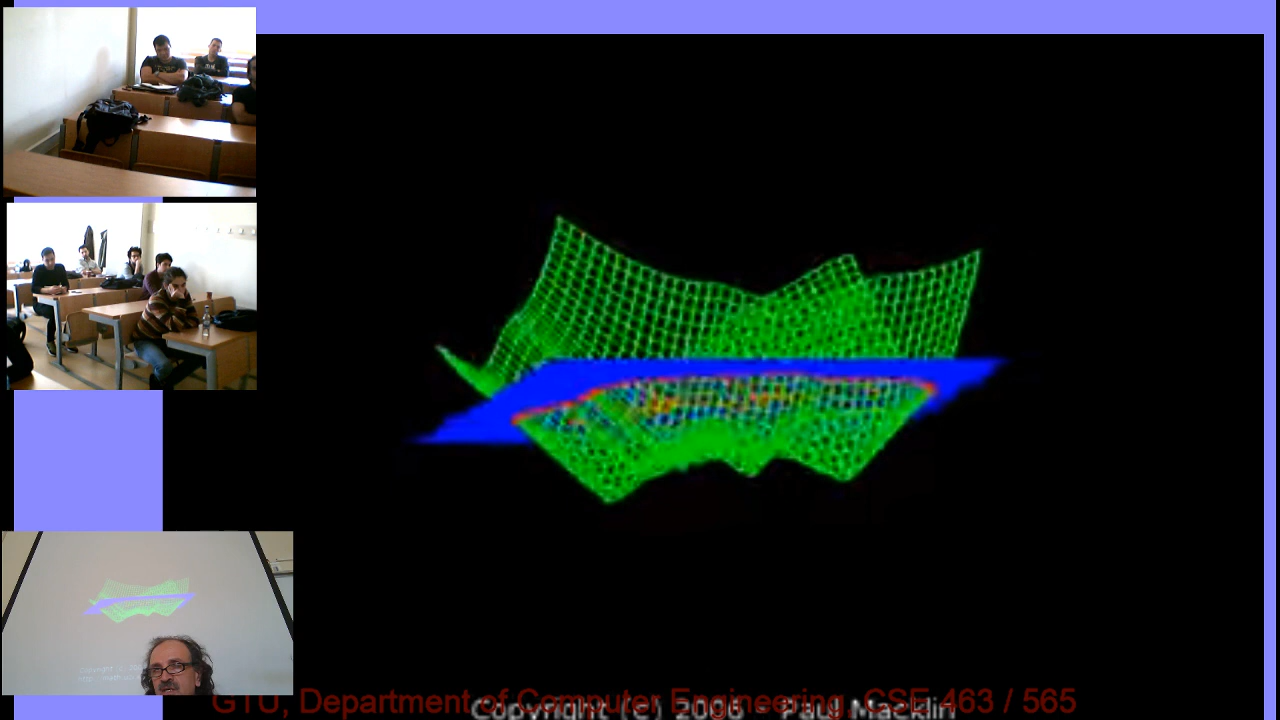 GTU, Department of Computer Engineering, CSE 463 / 565
Copyright (c) 2006 - Paul Macklin